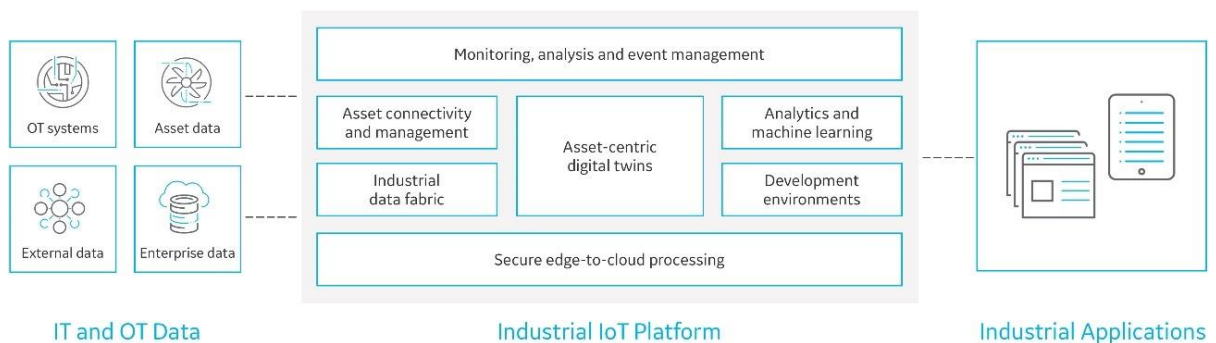 OT systems
Asset data
External data
Enterprise data
IT and OT Data
Monitoring, analysis and event management
Asset connectivity
and management
Industrial
data fabric
Asset-centric
digital twins
Analytics and
machine learning
Development
environments
Secure edge-to-cloud processing
Industrial IoT Platform
Industrial Applications